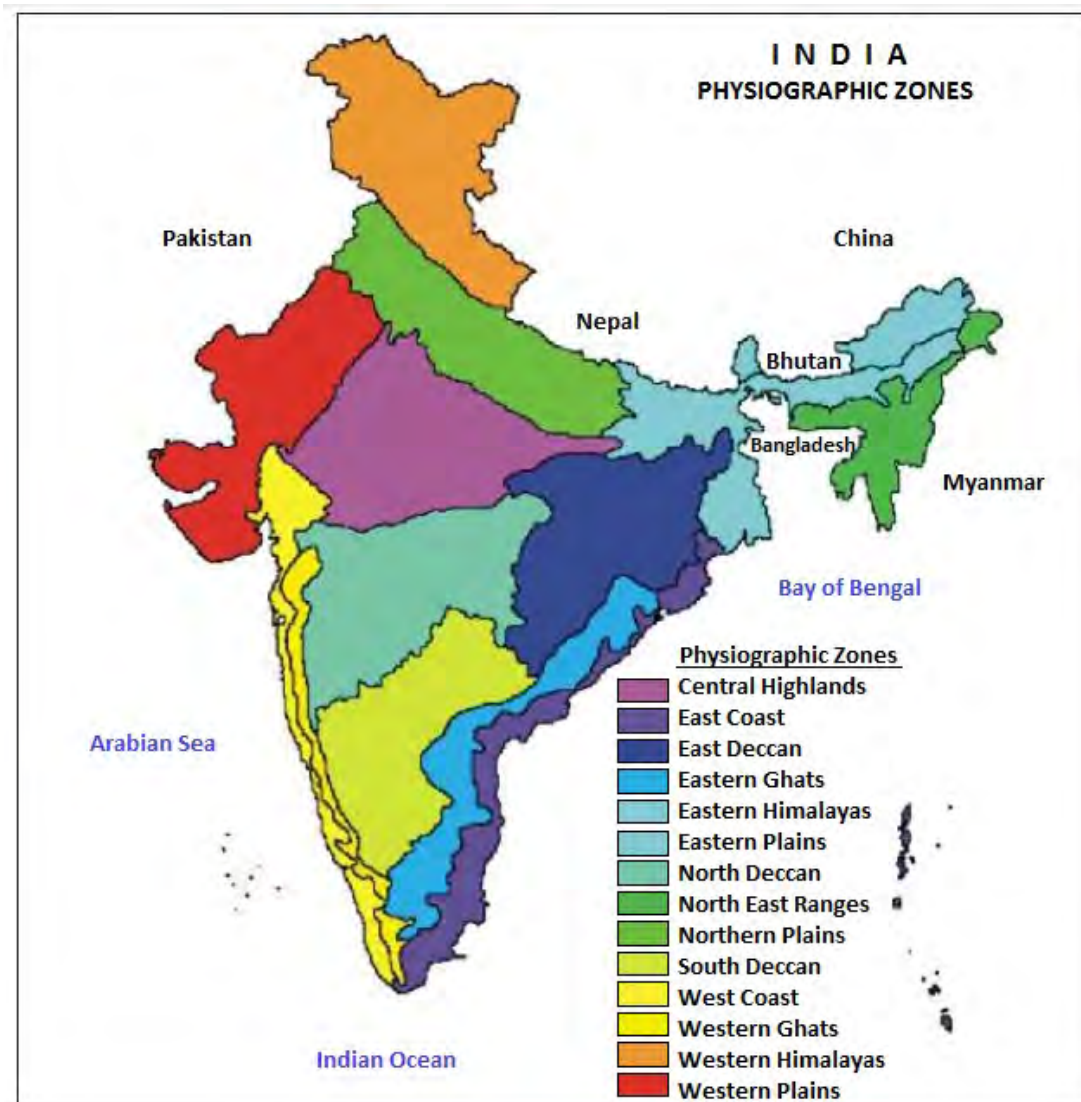 I N D I A
PHYSIOGRAPHIC ZONES
Pakistan
China
Nepal
Bhutan
Bangladesh
Myanmar
Bay of Bengal
Arabian Sea
Indian Ocean
Physiographic Zones
Central Highlands
East Coast
East Deccan
Eastern Ghats
Eastern Himalayas
Eastern Plains
North Deccan
North East Ranges
Northern Plains
South Deccan
West Coast
Western Ghats
Western Himalayas
Western Plains